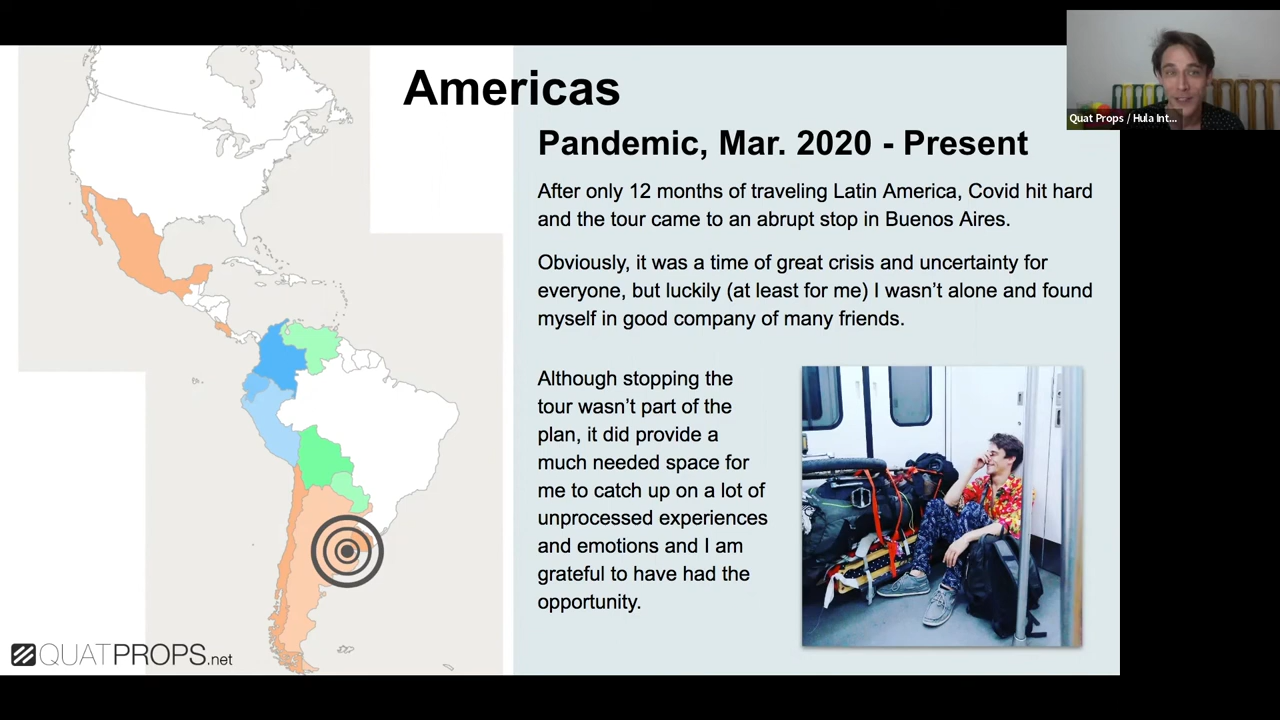 Americas
Pandemic, Mar. 2020 - Present
After only 12 months of traveling Latin America, Covid hit hard
and the tour came to an abrupt stop in Buenos Aires.
Obviously, it was a time of great crisis and uncertainty for
everyone, but luckily (at least for me) I wasn’t alone and found
myself in good company of many friends.
Although stopping the
tour wasn’t part of the
plan, it did provide a
much needed space for
me to catch up on a lot of
unprocessed experiences
and emotions and I am
grateful to have had the
opportunity.
QUATPROPS.net
Quat Props / Hula Int...